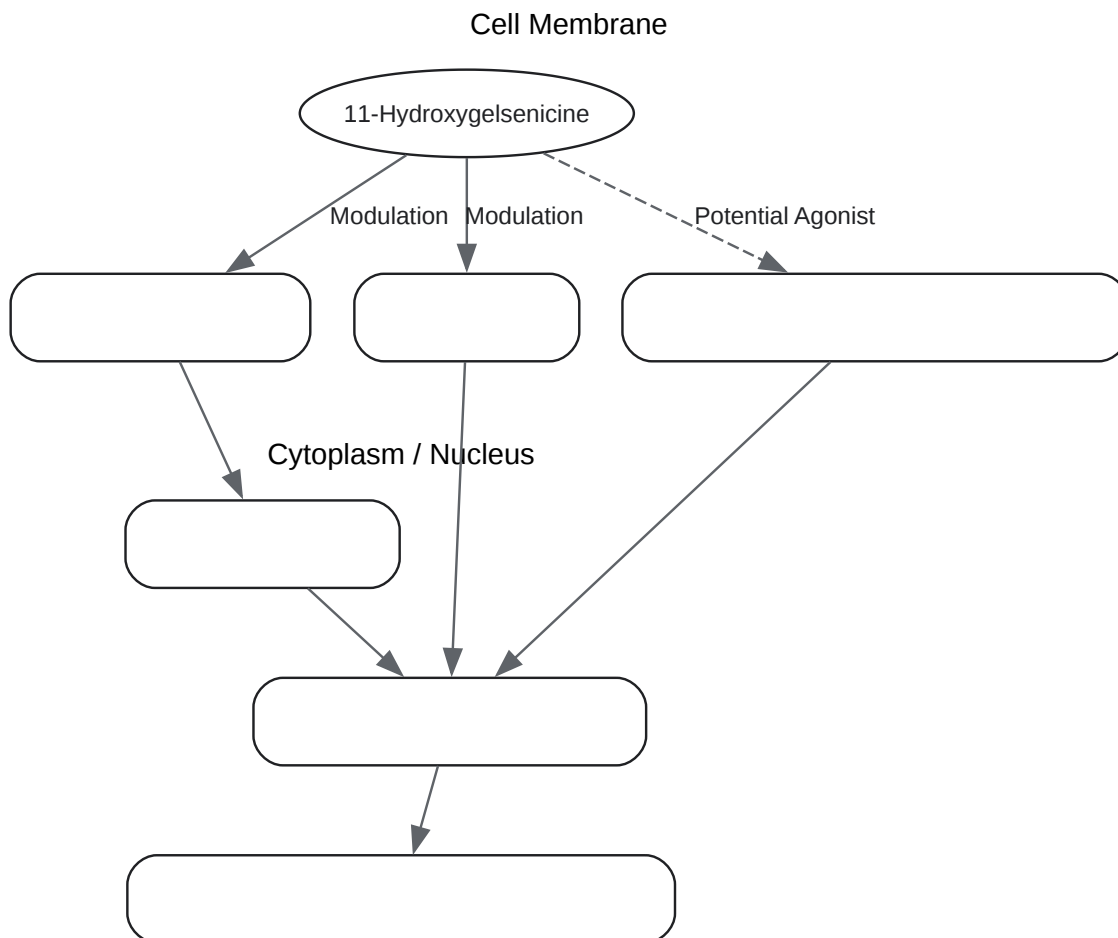 Cell Membrane
11-Hydroxygelsenicine
Modulation
Modulation
Potential Agonist
Cytoplasm / Nucleus